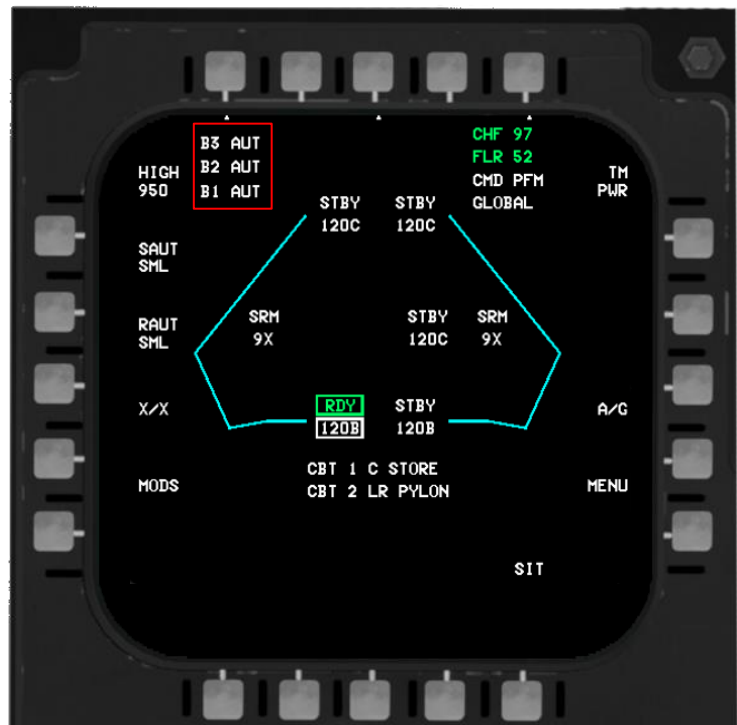 B3 AUT
B2 AUT
B1 AUT
CHF 97
FLR 52
CMD PFM
GLOBAL
HIGH
950
TM
PWR
STBY STBY
120C 120C
SAUT
SML
RAUT
SML
SRM STBY SRM
9X 120C 9X
X/X
RDY STBY
120B 120B
A/G
CBT 1 C STORE
CBT 2 LR PYLON
MODS
MENU
SIT